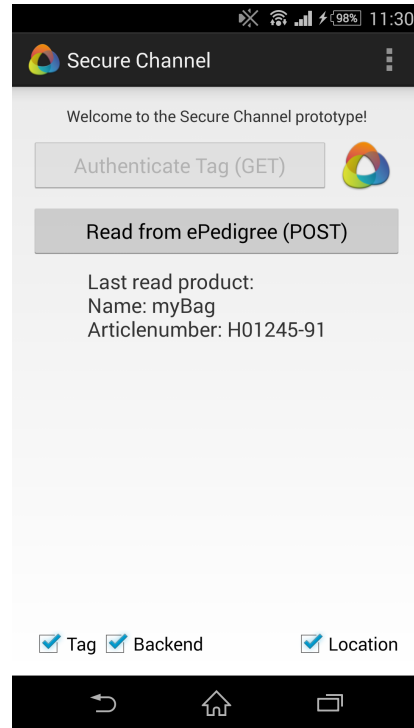 98% 11:30
Secure Channel
Welcome to the Secure Channel prototype!
Authenticate Tag (GET)
Read from ePedigree (POST)
Last read product:
Name: myBag
Articlenumber: H01245-91
Tag Backend Location